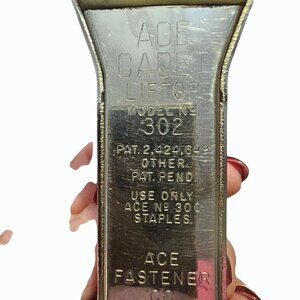 ACE
CADET
LIFTOP
MODEL No.
302
PAT. 2,424,649
OTHER
PAT. PEND.
USE ONLY
ACE No 300
STAPLES
ACE
FASTENER